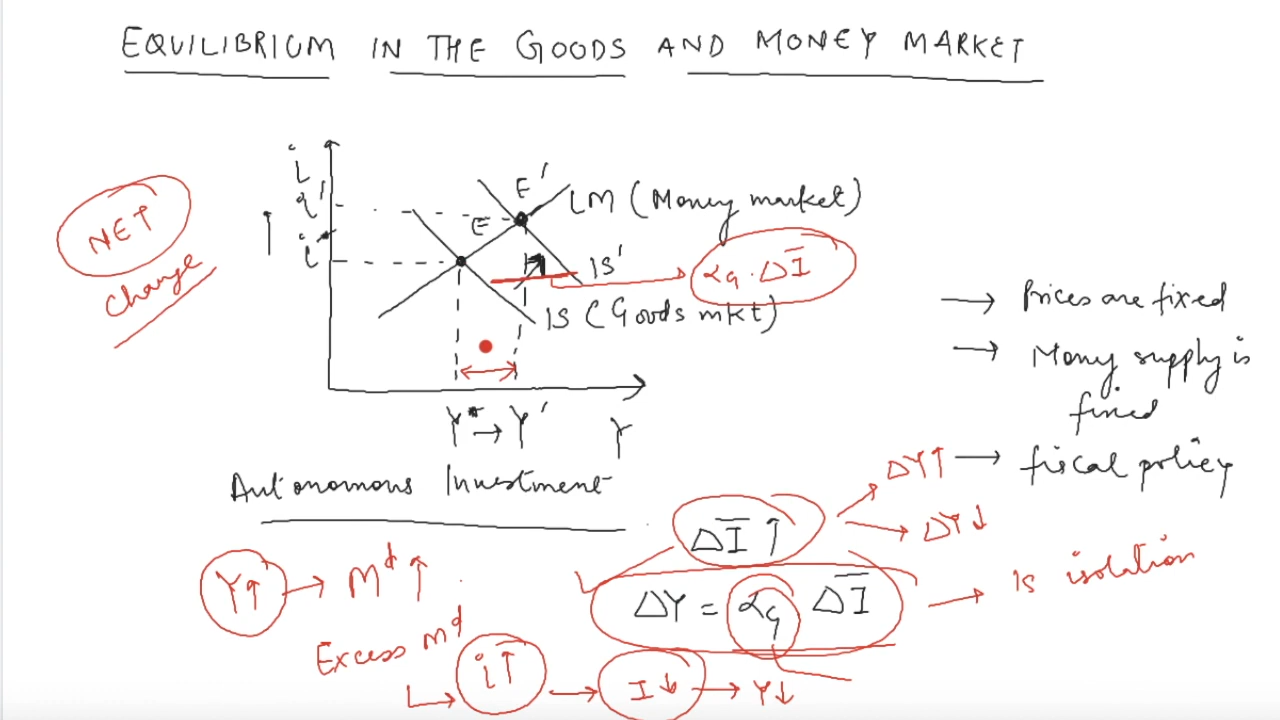 EQUILIBRIUM IN THE GOODS AND MONEY MARKET
NET
change
i
i'
i*
E'
E
LM (Money market)
IS'
αG . ΔĪ
IS (Goods mkt)
Y* → Y'
Y
→ Prices are fixed
→ Money supply is
fixed
→ fiscal policy
Autonomous Investment
ΔĪ ↑
→ ΔY↑
→ ΔY↓
Y↑ → Mᵈ ↑
ΔY = αG ΔĪ
→ IS isolation
Excess mᵈ
↳ i↑ → I↓ → Y↓